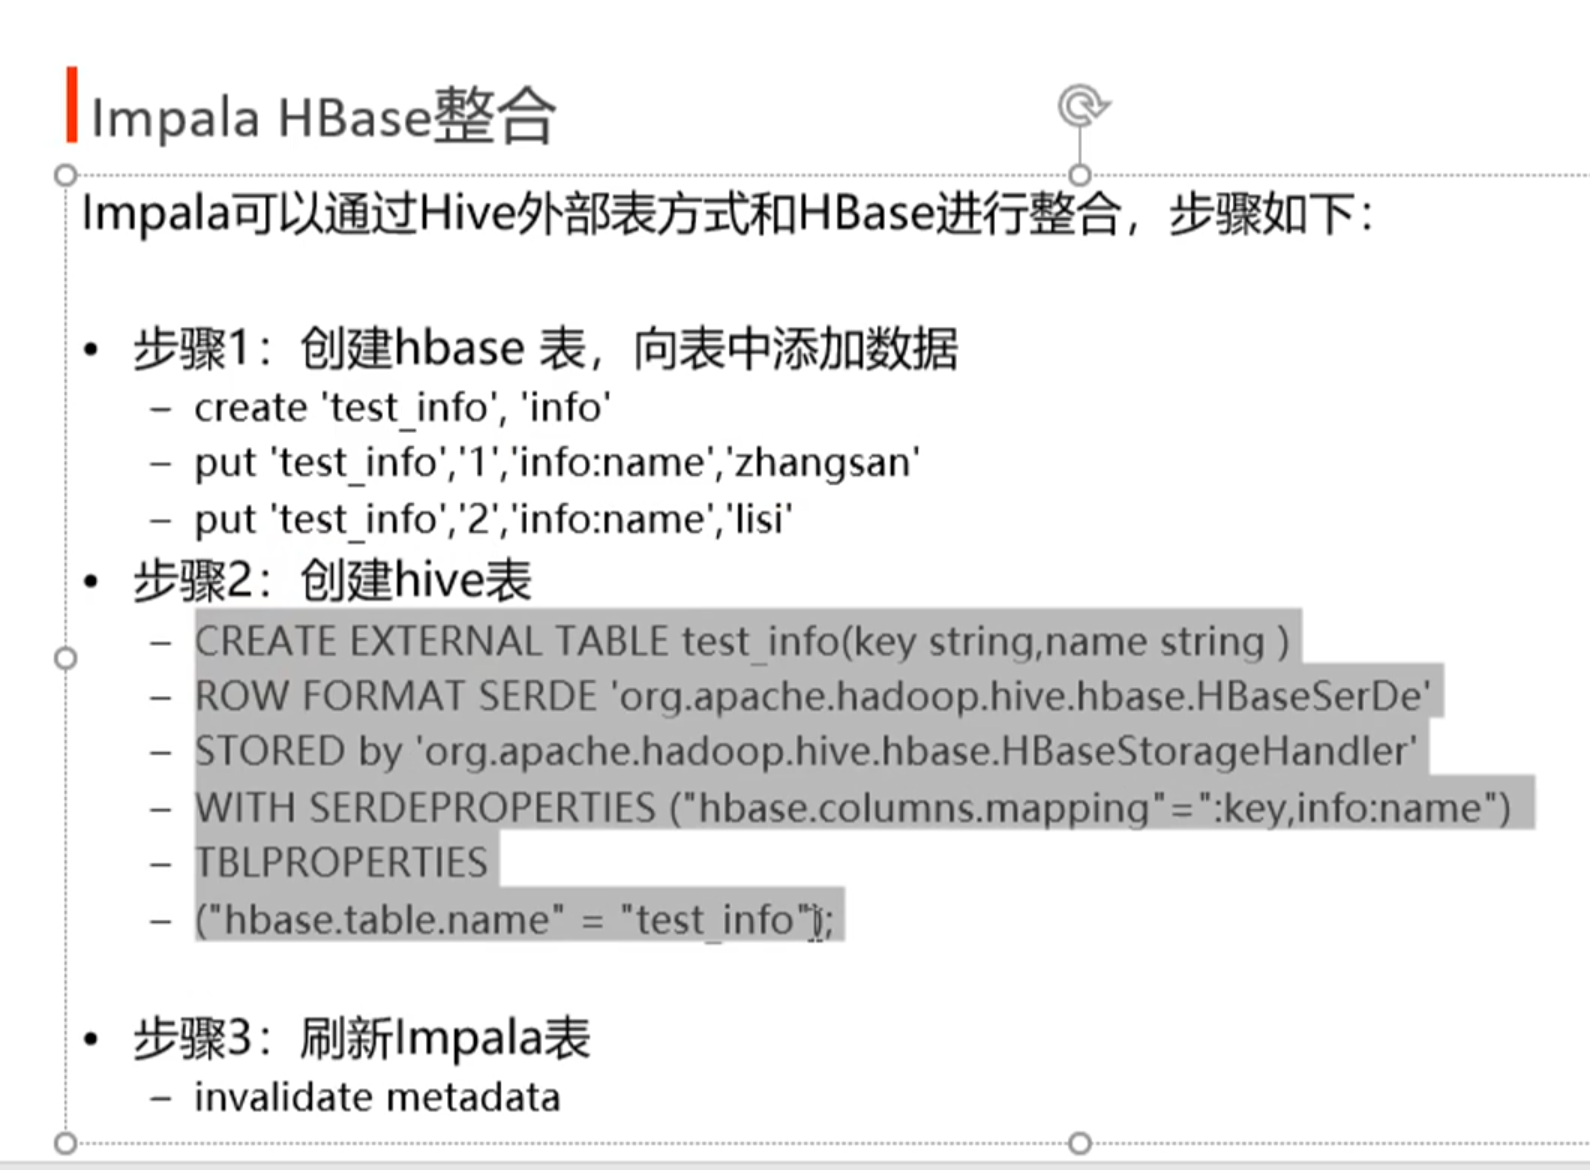 Impala HBase整合
Impala可以通过Hive外部表方式和HBase进行整合，步骤如下：
• 步骤1：创建hbase 表，向表中添加数据
– create 'test_info', 'info'
– put 'test_info','1','info:name','zhangsan'
– put 'test_info','2','info:name','lisi'
• 步骤2：创建hive表
– CREATE EXTERNAL TABLE test_info(key string,name string )
– ROW FORMAT SERDE 'org.apache.hadoop.hive.hbase.HBaseSerDe'
– STORED by 'org.apache.hadoop.hive.hbase.HBaseStorageHandler'
– WITH SERDEPROPERTIES ("hbase.columns.mapping"=":key,info:name")
– TBLPROPERTIES
– ("hbase.table.name" = "test_info");
• 步骤3：刷新Impala表
– invalidate metadata